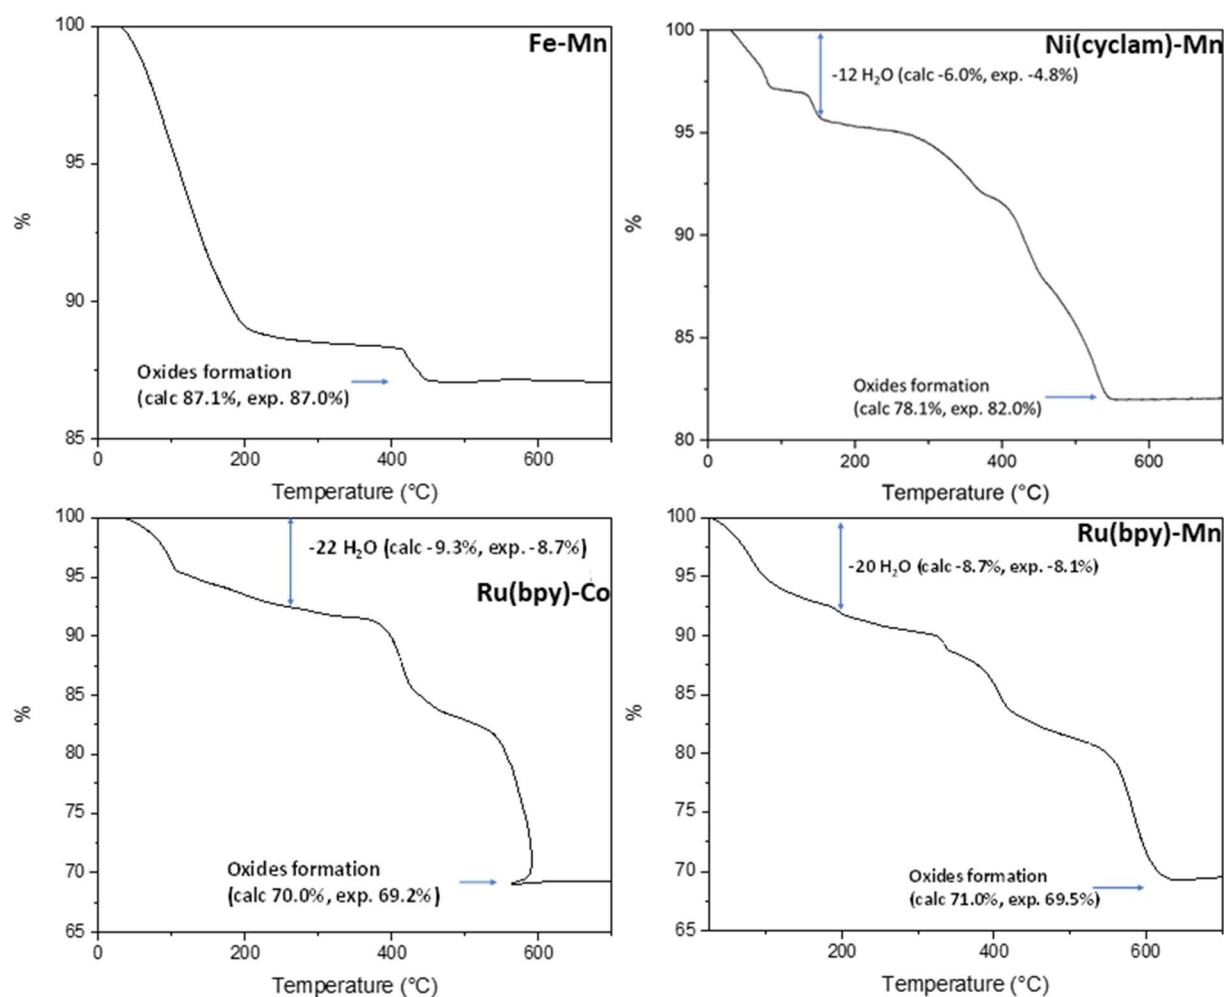 Fe-Mn
100
95
90
85
%
Oxides formation
(calc 87.1%, exp. 87.0%)
0
200
400
600
Temperature (°C)
Ni(cyclam)-Mn
100
95
90
85
80
%
-12 H₂O (calc -6.0%, exp. -4.8%)
Oxides formation
(calc 78.1%, exp. 82.0%)
0
200
400
600
Temperature (°C)
Ru(bpy)-Co
100
95
90
85
80
75
70
65
%
-22 H₂O (calc -9.3%, exp. -8.7%)
Oxides formation
(calc 70.0%, exp. 69.2%)
0
200
400
600
Temperature (°C)
Ru(bpy)-Mn
100
95
90
85
80
75
70
65
%
-20 H₂O (calc -8.7%, exp. -8.1%)
Oxides formation
(calc 71.0%, exp. 69.5%)
200
400
600
Temperature (°C)